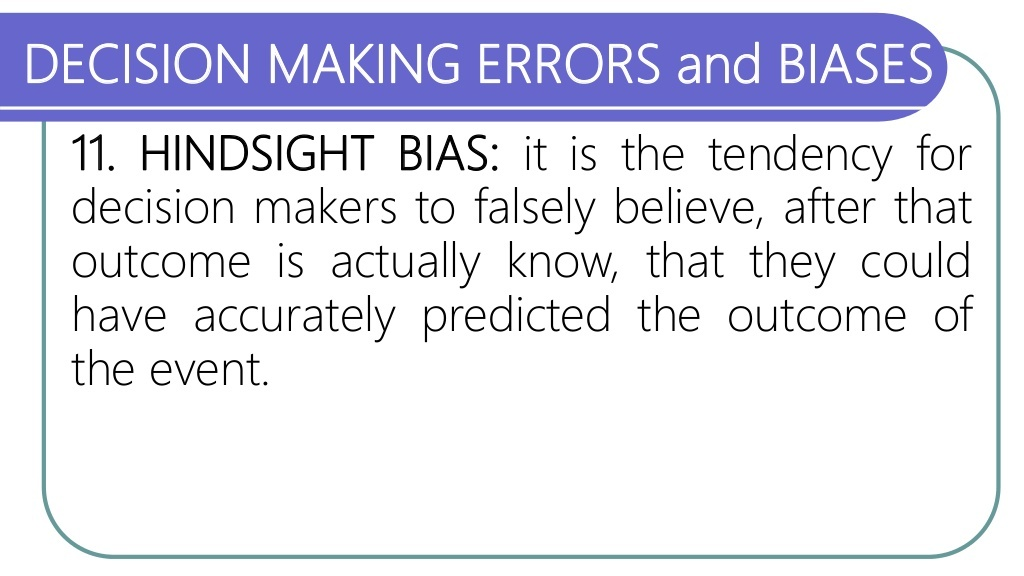 DECISION MAKING ERRORS and BIASES
11. HINDSIGHT BIAS: it is the tendency for
decision makers to falsely believe, after that
outcome is actually know, that they could
have accurately predicted the outcome of
the event.